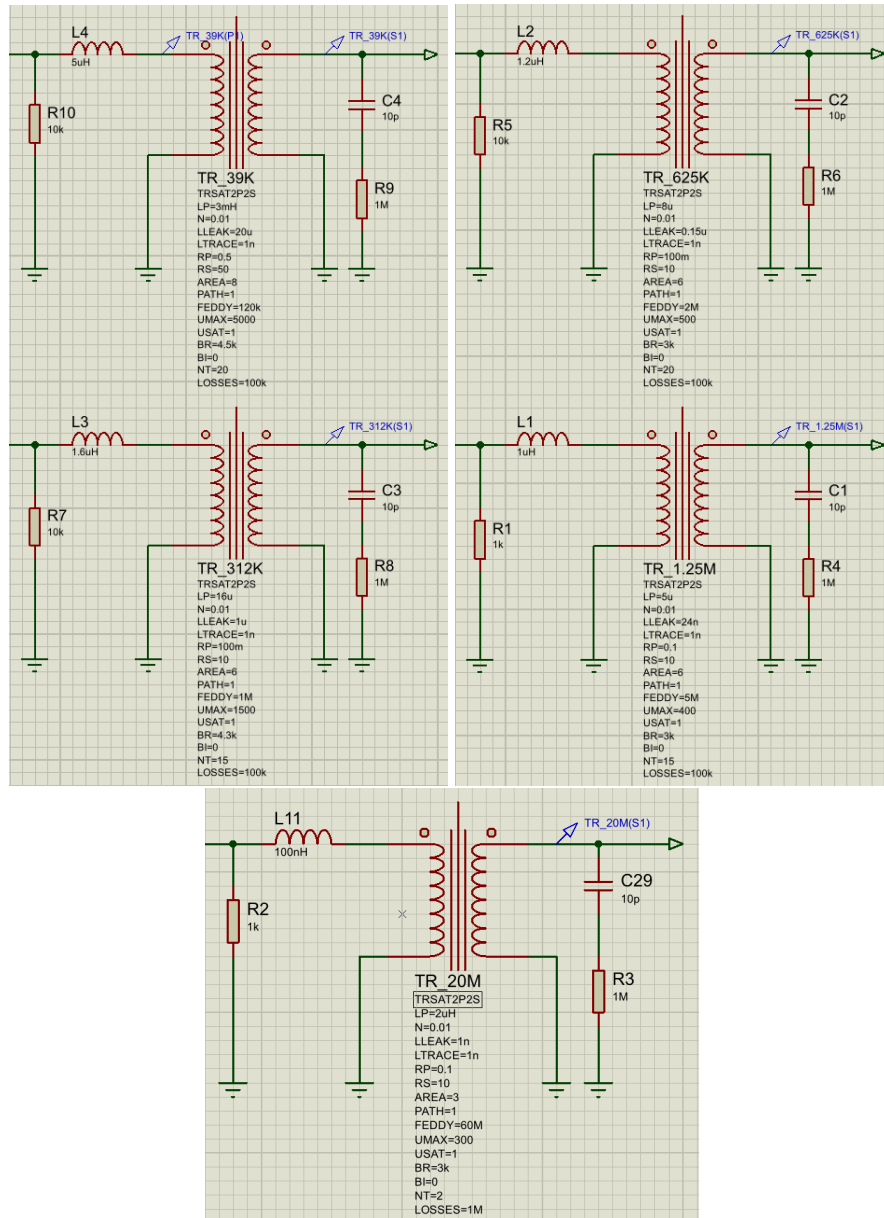 L4
5uH
TR_39K(P1)
TR_39K(S1)
R10
10k
C4
10p
R9
1M
TR_39K
TRSAT2P2S
LP=3mH
N=0.01
LLEAK=20u
LTRACE=1n
RP=0.5
RS=50
AREA=8
PATH=1
FEDDY=120k
UMAX=5000
USAT=1
BR=4.5k
BI=0
NT=20
LOSSES=100k
L2
1.2uH
TR_625K(S1)
R5
10k
C2
10p
R6
1M
TR_625K
TRSAT2P2S
LP=8u
N=0.01
LLEAK=0.15u
LTRACE=1n
RP=100m
RS=10
AREA=6
PATH=1
FEDDY=2M
UMAX=500
USAT=1
BR=3k
BI=0
NT=20
LOSSES=100k
L3
1.6uH
TR_312K(S1)
R7
10k
C3
10p
R8
1M
TR_312K
TRSAT2P2S
LP=16u
N=0.01
LLEAK=1u
LTRACE=1n
RP=100m
RS=10
AREA=6
PATH=1
FEDDY=1M
UMAX=1500
USAT=1
BR=4.3k
BI=0
NT=15
LOSSES=100k
L1
1uH
TR_1.25M(S1)
R1
1k
C1
10p
R4
1M
TR_1.25M
TRSAT2P2S
LP=5u
N=0.01
LLEAK=24n
LTRACE=1n
RP=0.1
RS=10
AREA=6
PATH=1
FEDDY=5M
UMAX=400
USAT=1
BR=3k
BI=0
NT=15
LOSSES=100k
L11
100nH
TR_20M(S1)
R2
1k
C29
10p
R3
1M
TR_20M
TRSAT2P2S
LP=2uH
N=0.01
LLEAK=1n
LTRACE=1n
RP=0.1
RS=10
AREA=3
PATH=1
FEDDY=60M
UMAX=300
USAT=1
BR=3k
BI=0
NT=2
LOSSES=1M